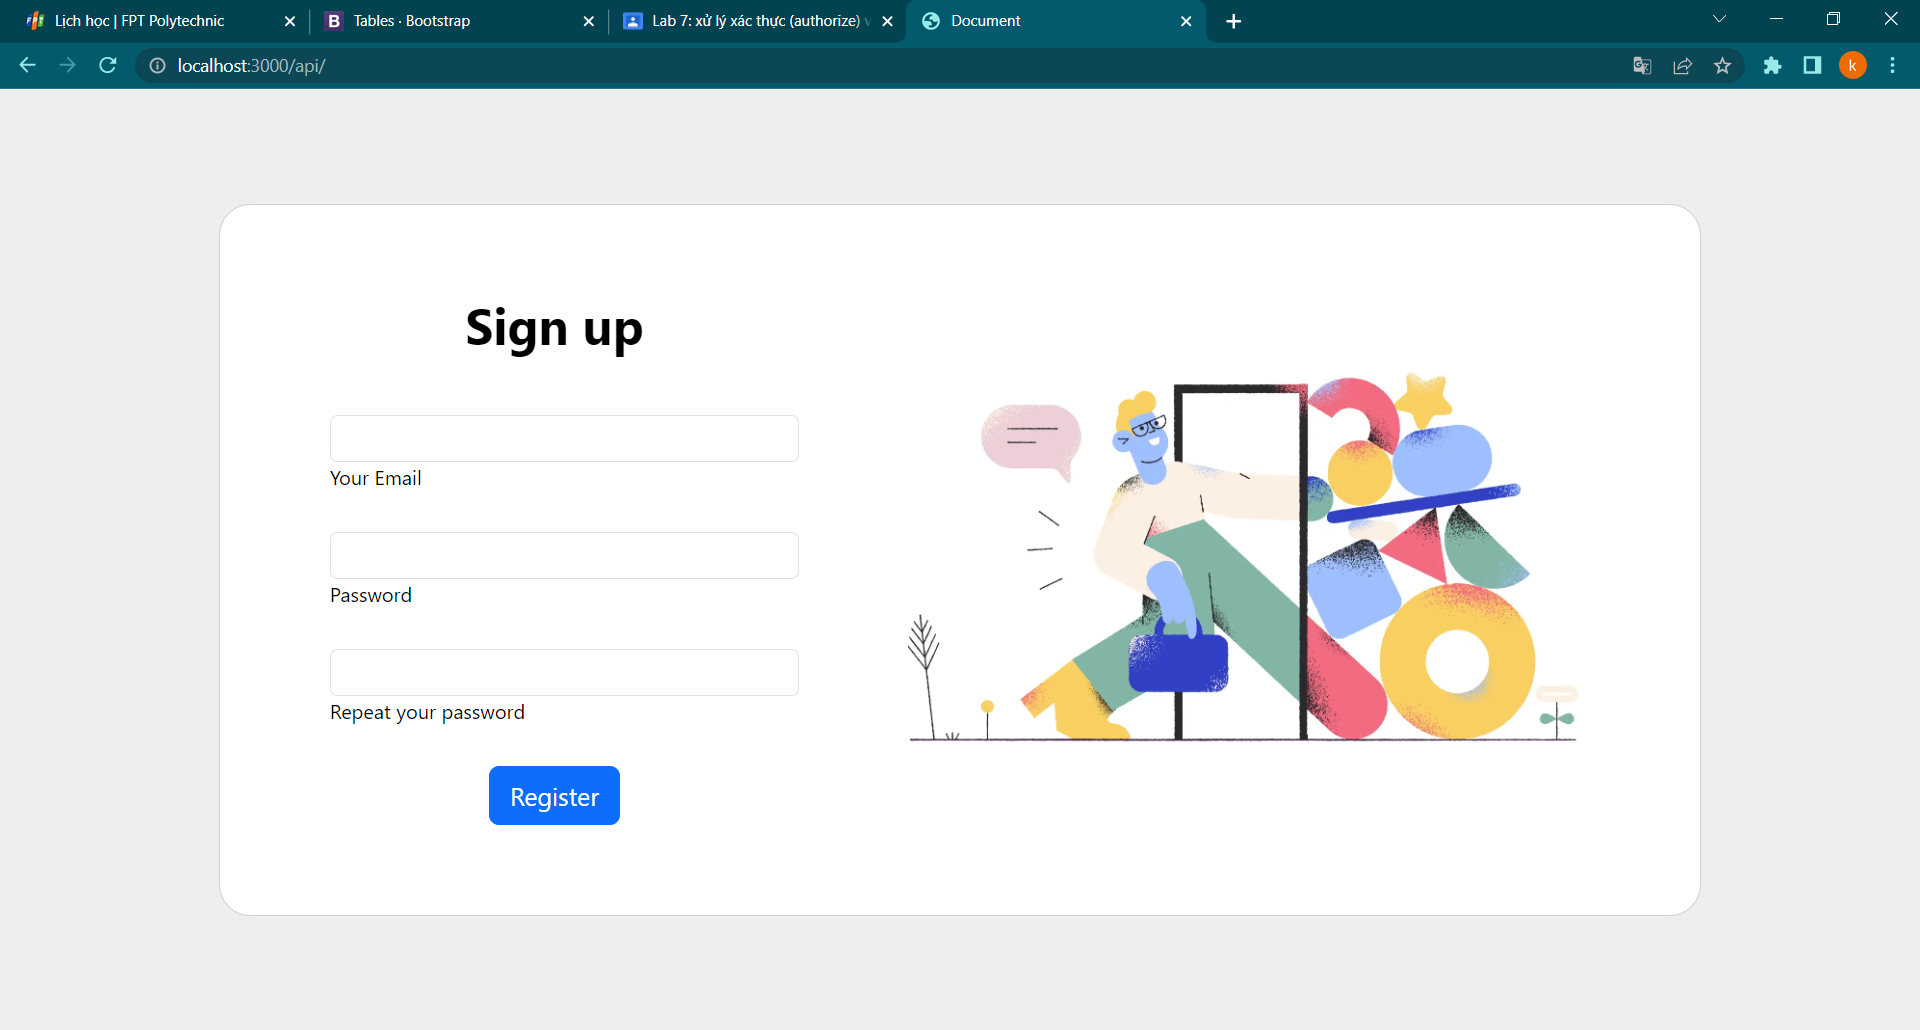 Lịch học | FPT Polytechnic
Tables · Bootstrap
Lab 7: xử lý xác thực (authorize) v
Document
localhost:3000/api/
k
Sign up
Your Email
Password
Repeat your password
Register